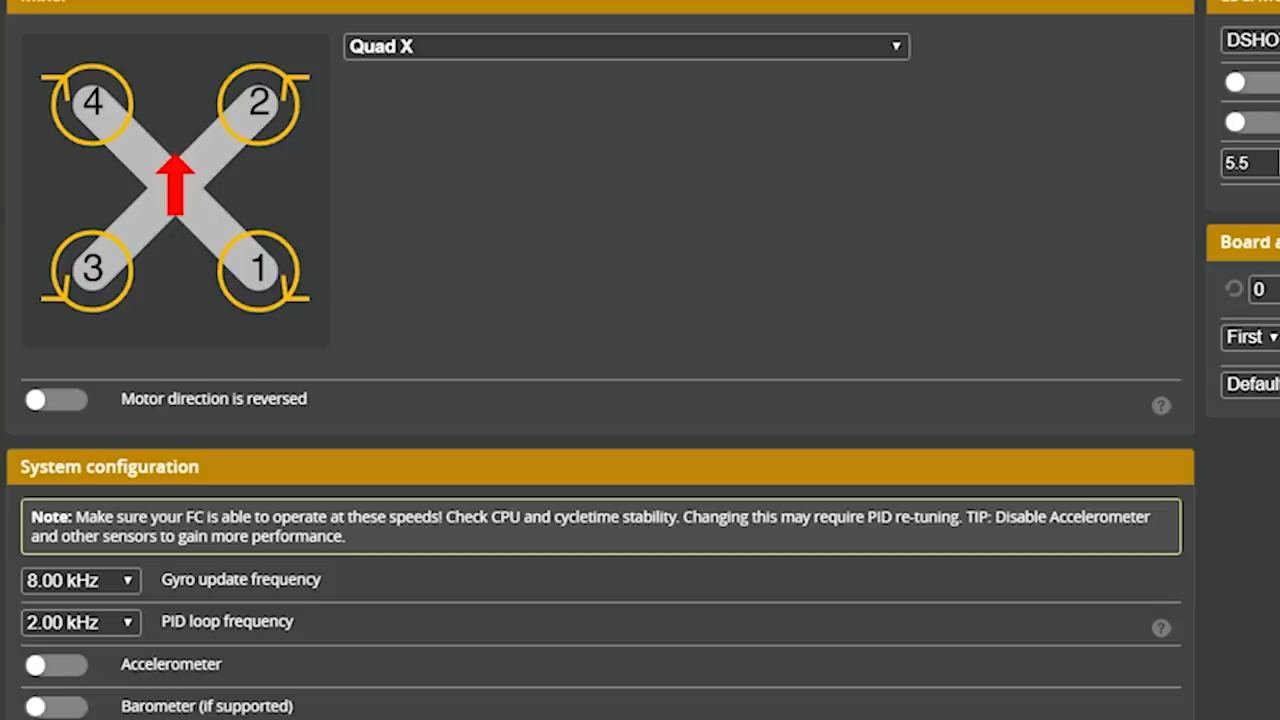 Quad X
DSHO
4
2
5.5
3
1
Board a
0
First
Motor direction is reversed
Defaul
System configuration
Note: Make sure your FC is able to operate at these speeds! Check CPU and cycletime stability. Changing this may require PID re-tuning. TIP: Disable Accelerometer
and other sensors to gain more performance.
8.00 kHz Gyro update frequency
2.00 kHz PID loop frequency
Accelerometer
Barometer (if supported)